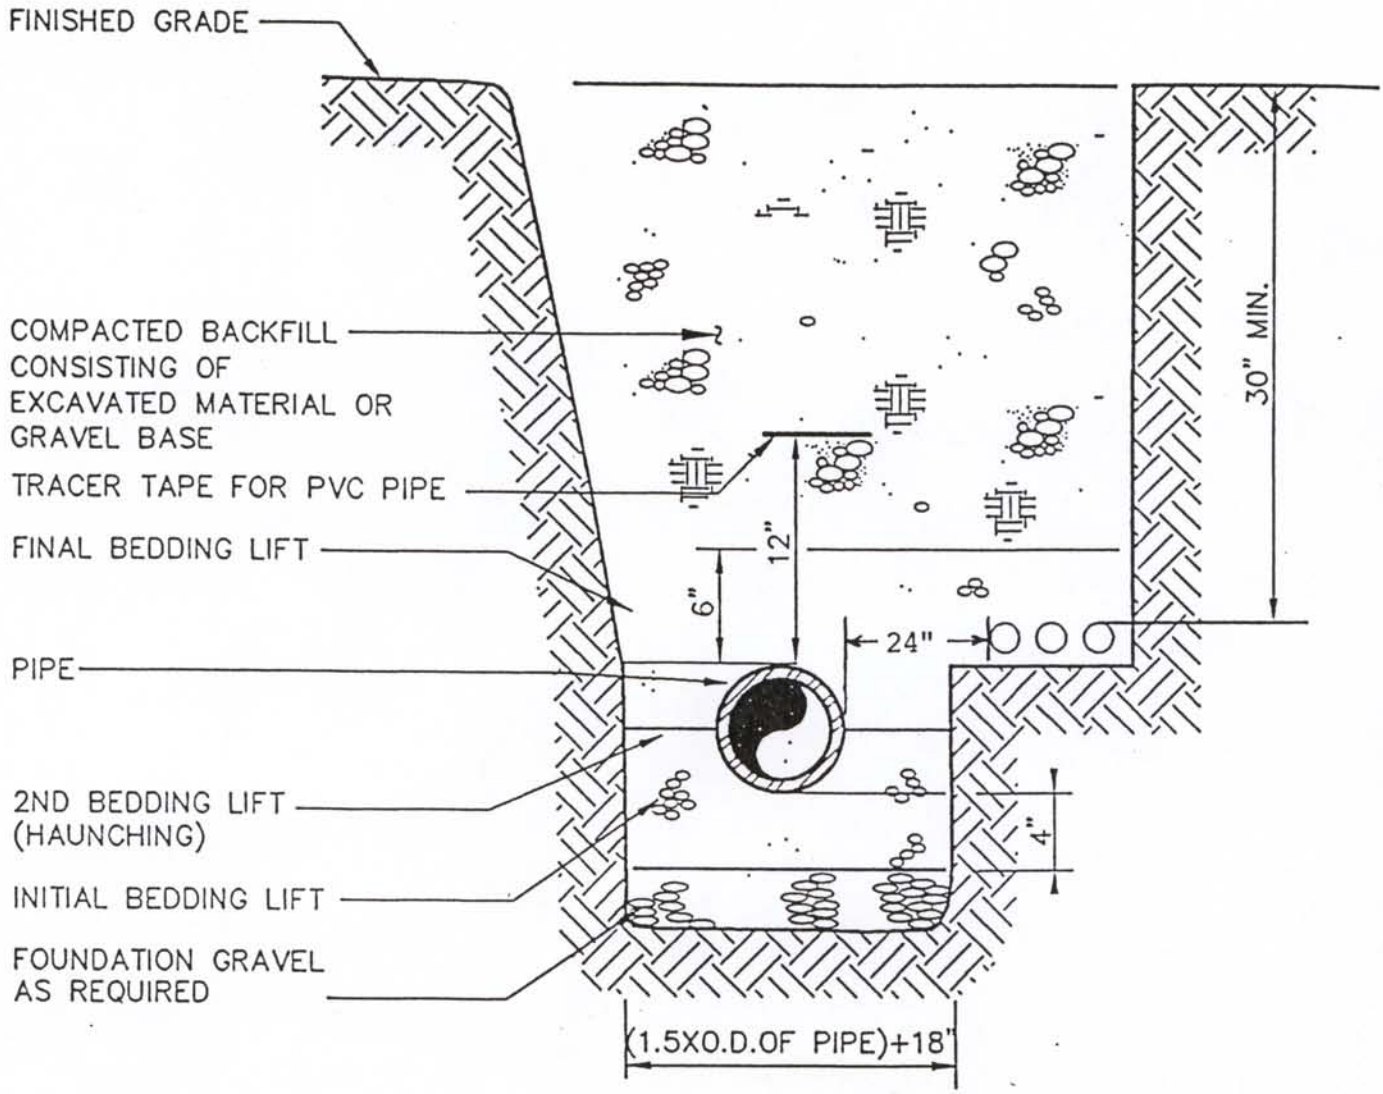 FINISHED GRADE
COMPACTED BACKFILL
CONSISTING OF
EXCAVATED MATERIAL OR
GRAVEL BASE
TRACER TAPE FOR PVC PIPE
FINAL BEDDING LIFT
PIPE
2ND BEDDING LIFT
(HAUNCHING)
INITIAL BEDDING LIFT
FOUNDATION GRAVEL
AS REQUIRED
30" MIN.
12"
6"
24"
4"
(1.5XO.D.OF PIPE)+18"